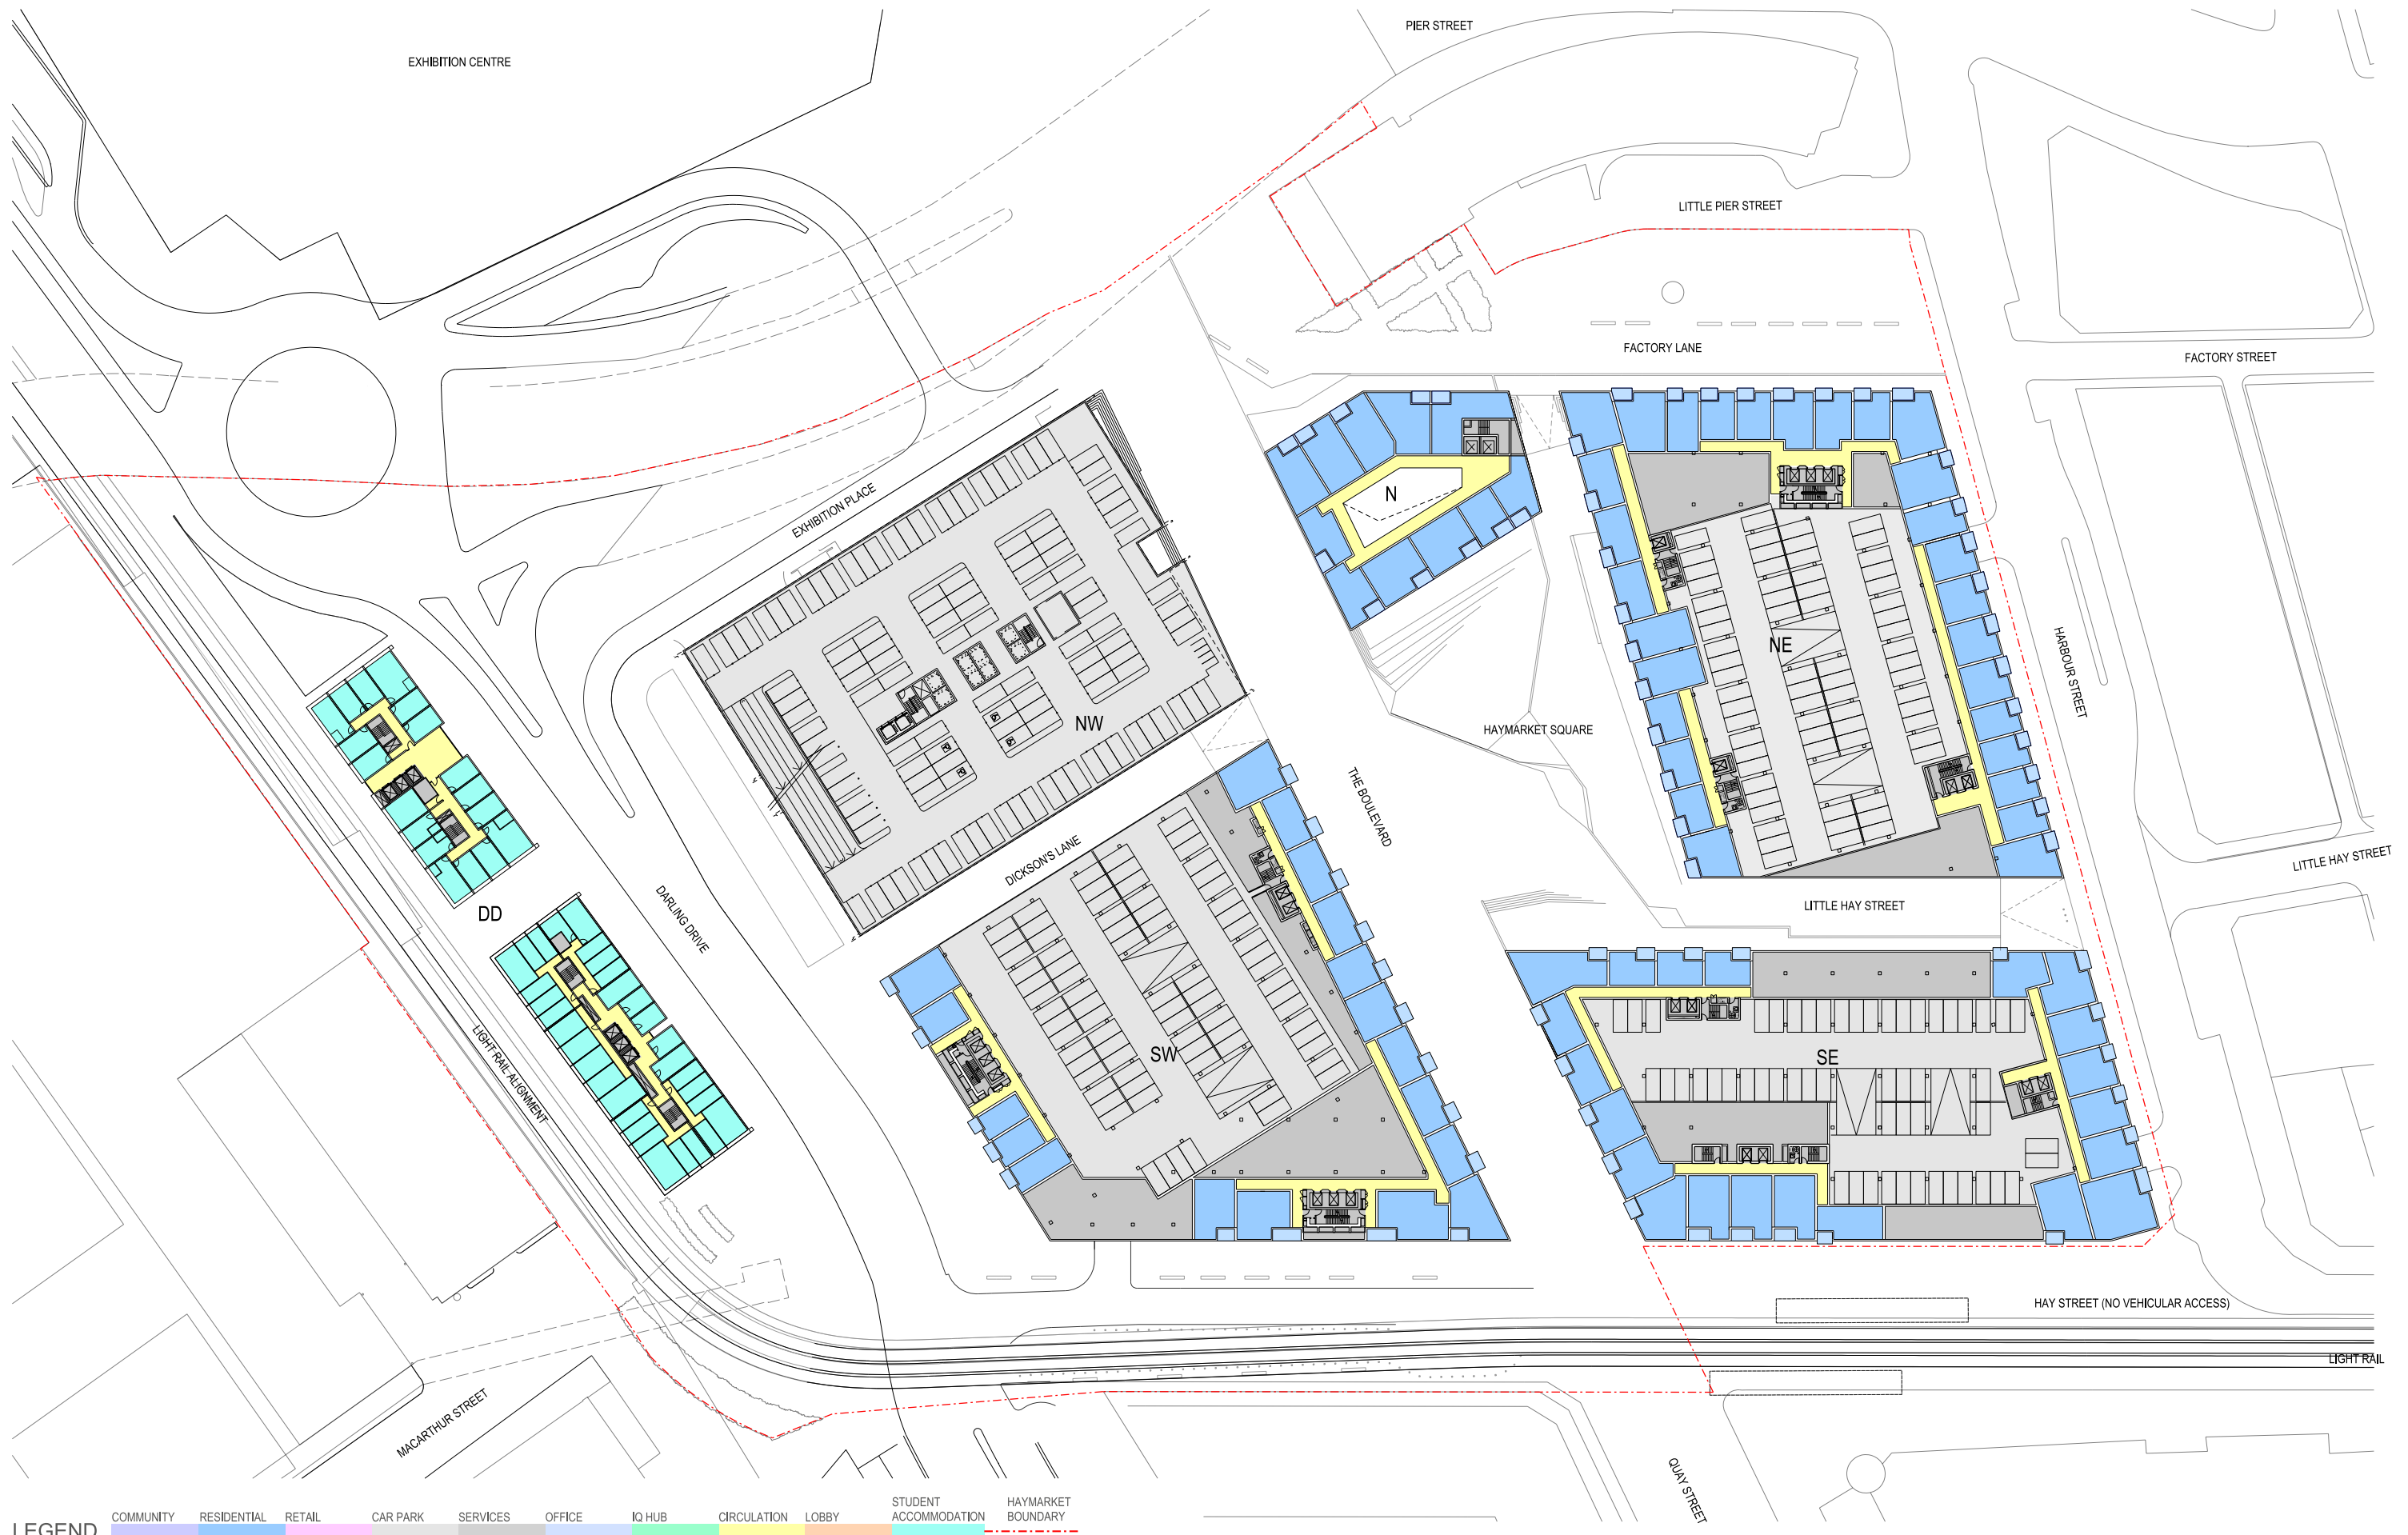 PIER STREET
EXHIBITION CENTRE
LITTLE PIER STREET
FACTORY LANE
FACTORY STREET
EXHIBITION PLACE
N
NE
HARBOUR STREET
NW
HAYMARKET SQUARE
THE BOULEVARD
DICKSON'S LANE
LITTLE HAY STREET
DD
DARLING DRIVE
LITTLE HAY STREET
LIGHT RAIL ALIGNMENT
SW
SE
HAY STREET (NO VEHICULAR ACCESS)
LIGHT RAIL
MACARTHUR STREET
QUAY STREET
LEGEND
COMMUNITY
RESIDENTIAL
RETAIL
CAR PARK
SERVICES
OFFICE
IQ HUB
CIRCULATION
LOBBY
STUDENT
ACCOMMODATION
HAYMARKET
BOUNDARY